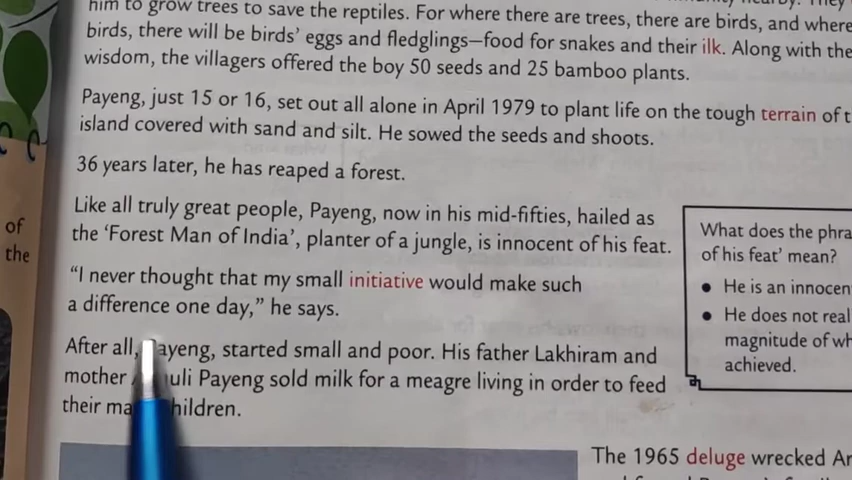 him to grow trees to save the reptiles. For where there are trees, there are birds, and where
birds, there will be birds' eggs and fledglings—food for snakes and their ilk. Along with the
wisdom, the villagers offered the boy 50 seeds and 25 bamboo plants.
Payeng, just 15 or 16, set out all alone in April 1979 to plant life on the tough terrain of t
island covered with sand and silt. He sowed the seeds and shoots.
36 years later, he has reaped a forest.
Like all truly great people, Payeng, now in his mid-fifties, hailed as
the 'Forest Man of India', planter of a jungle, is innocent of his feat.
"I never thought that my small initiative would make such
a difference one day," he says.
After all, Payeng, started small and poor. His father Lakhiram and
mother uli Payeng sold milk for a meagre living in order to feed
their ma children.
of
the
What does the phra
of his feat' mean?
• He is an innocen
• He does not real
magnitude of wh
achieved.
The 1965 deluge wrecked Ar